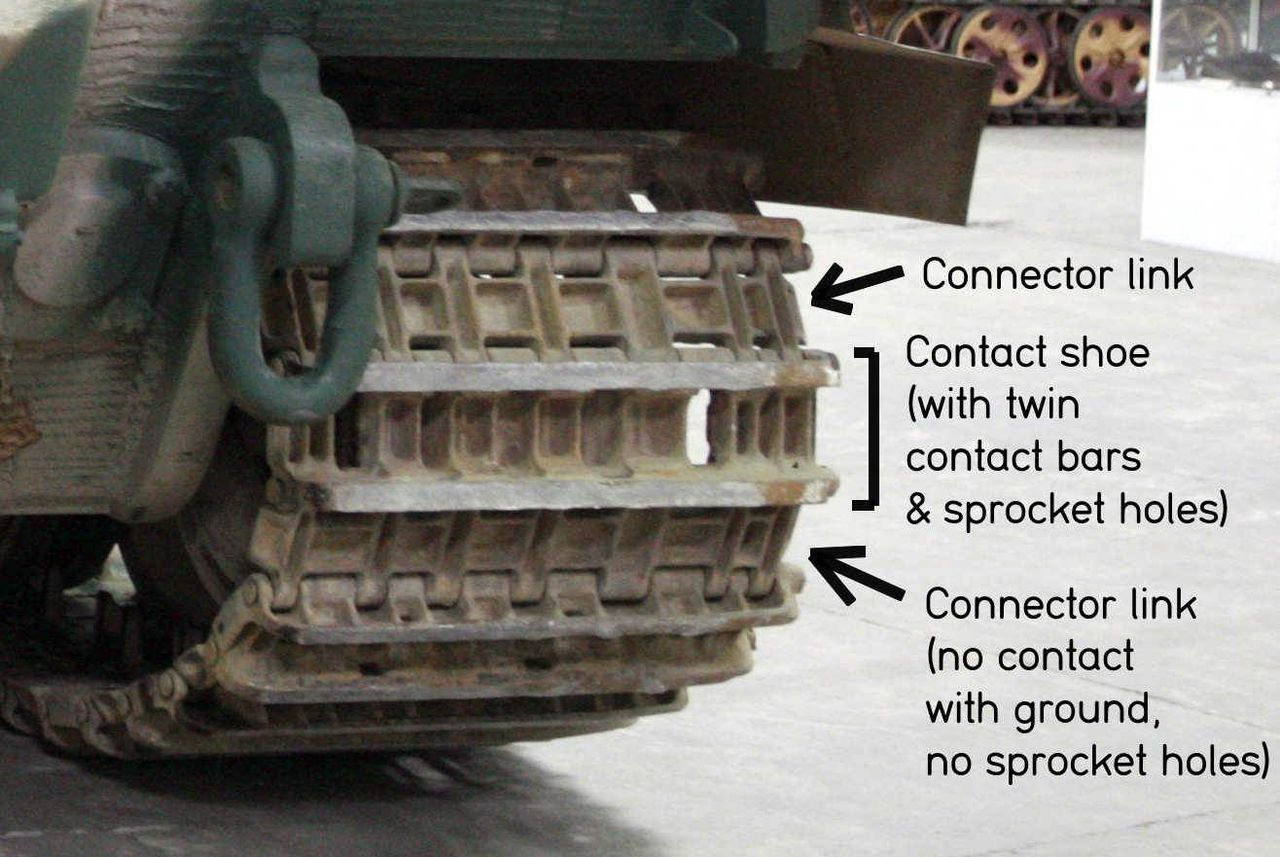 Connector link
Contact shoe
(with twin
contact bars
& sprocket holes)
Connector link
(no contact
with ground,
no sprocket holes)